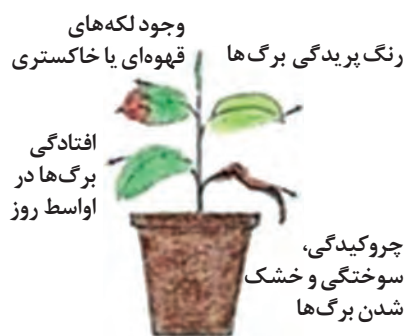 وجود لکه‌های
قهوه‌ای یا خاکستری
رنگ پریدگی برگ‌ها
افتادگی
برگ‌ها در
اواسط روز
چروکیدگی،
سوختگی و خشک
شدن برگ‌ها